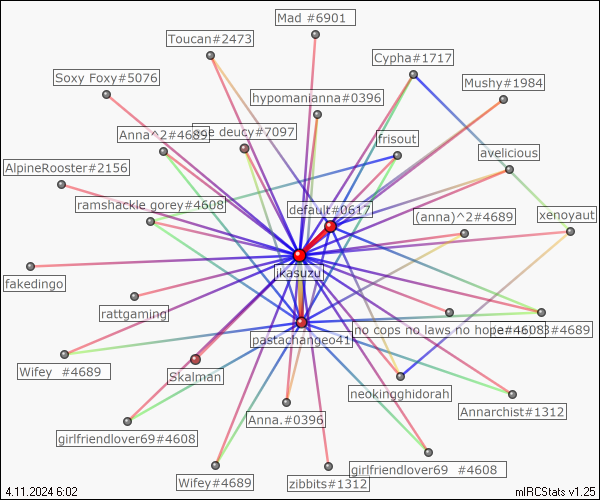 Mad #6901
Toucan#2473
Cypha#1717
Soxy Foxy#5076
Mushy#1984
hypomanianna#0396
Anna^2#4689
deucy#7097
frisout
avelicious
AlpineRooster#2156
ramshackle gorey#4608
default#0617
(anna)^2#4689
xenoyaut
jikasuzu
fakedingo
rattgaming
no cops no laws no hope#4608
#4689
pastachangeo41
Wifey #4689
Skalman
neokingghidorah
Anna.#0396
Annarchist#1312
girlfriendlover69#4608
girlfriendlover69 #4608
Wifey#4689
zibbits#1312
4.11.2024 6:02
mIRCStats v1.25